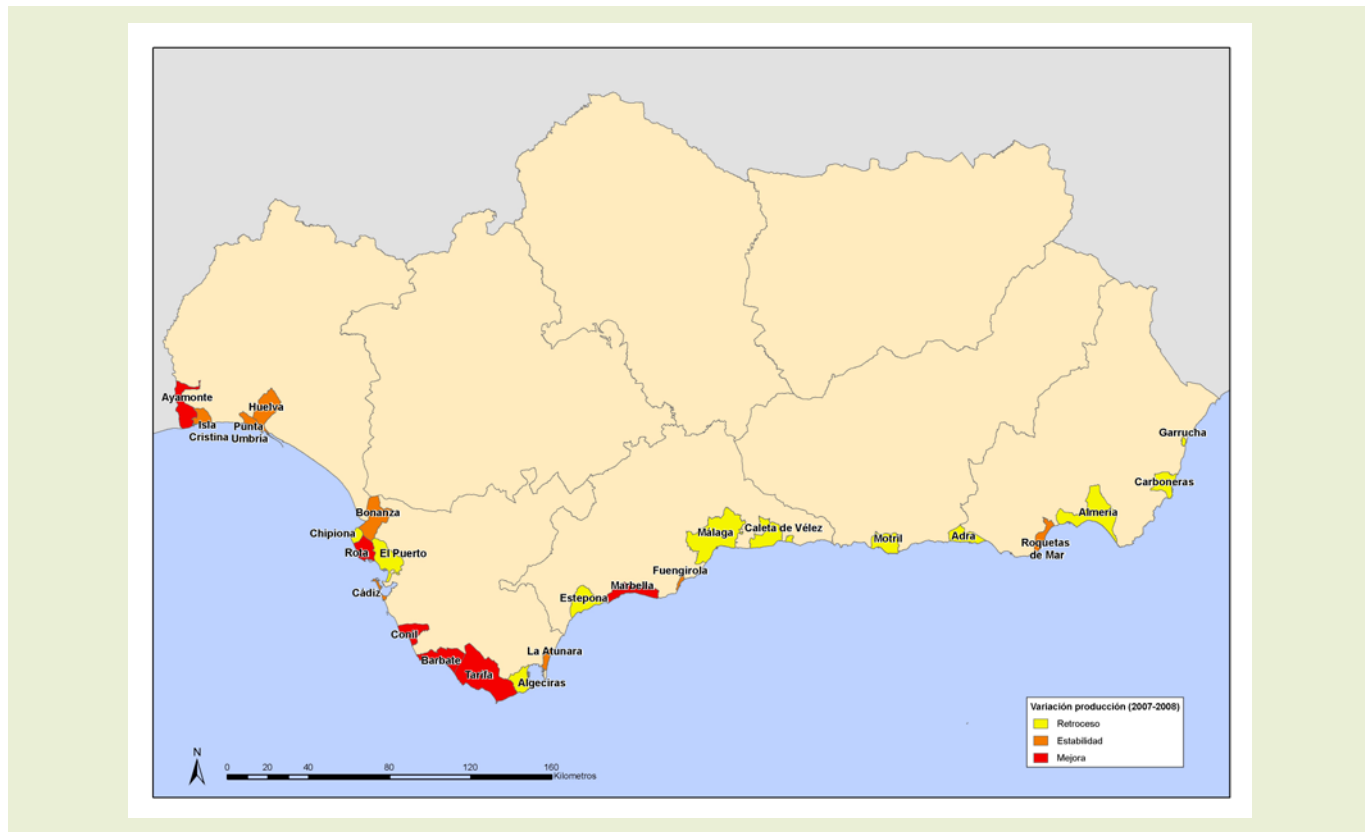 Ayamonte
Huelva
Isla
Cristina
Punta
Umbría
Garrucha
Carboneras
Bonanza
Almería
Chipiona
Málaga
Caleta de Vélez
Motril
Adra
Roquetas
de Mar
Rota
El Puerto
Fuengirola
Cádiz
Marbella
Estepona
Conil
La Atunara
Barbate
Tarifa
Algeciras
Variación producción (2007-2008)
Retroceso
Estabilidad
Mejora
N
0 20 40 80 120 160
Kilometros